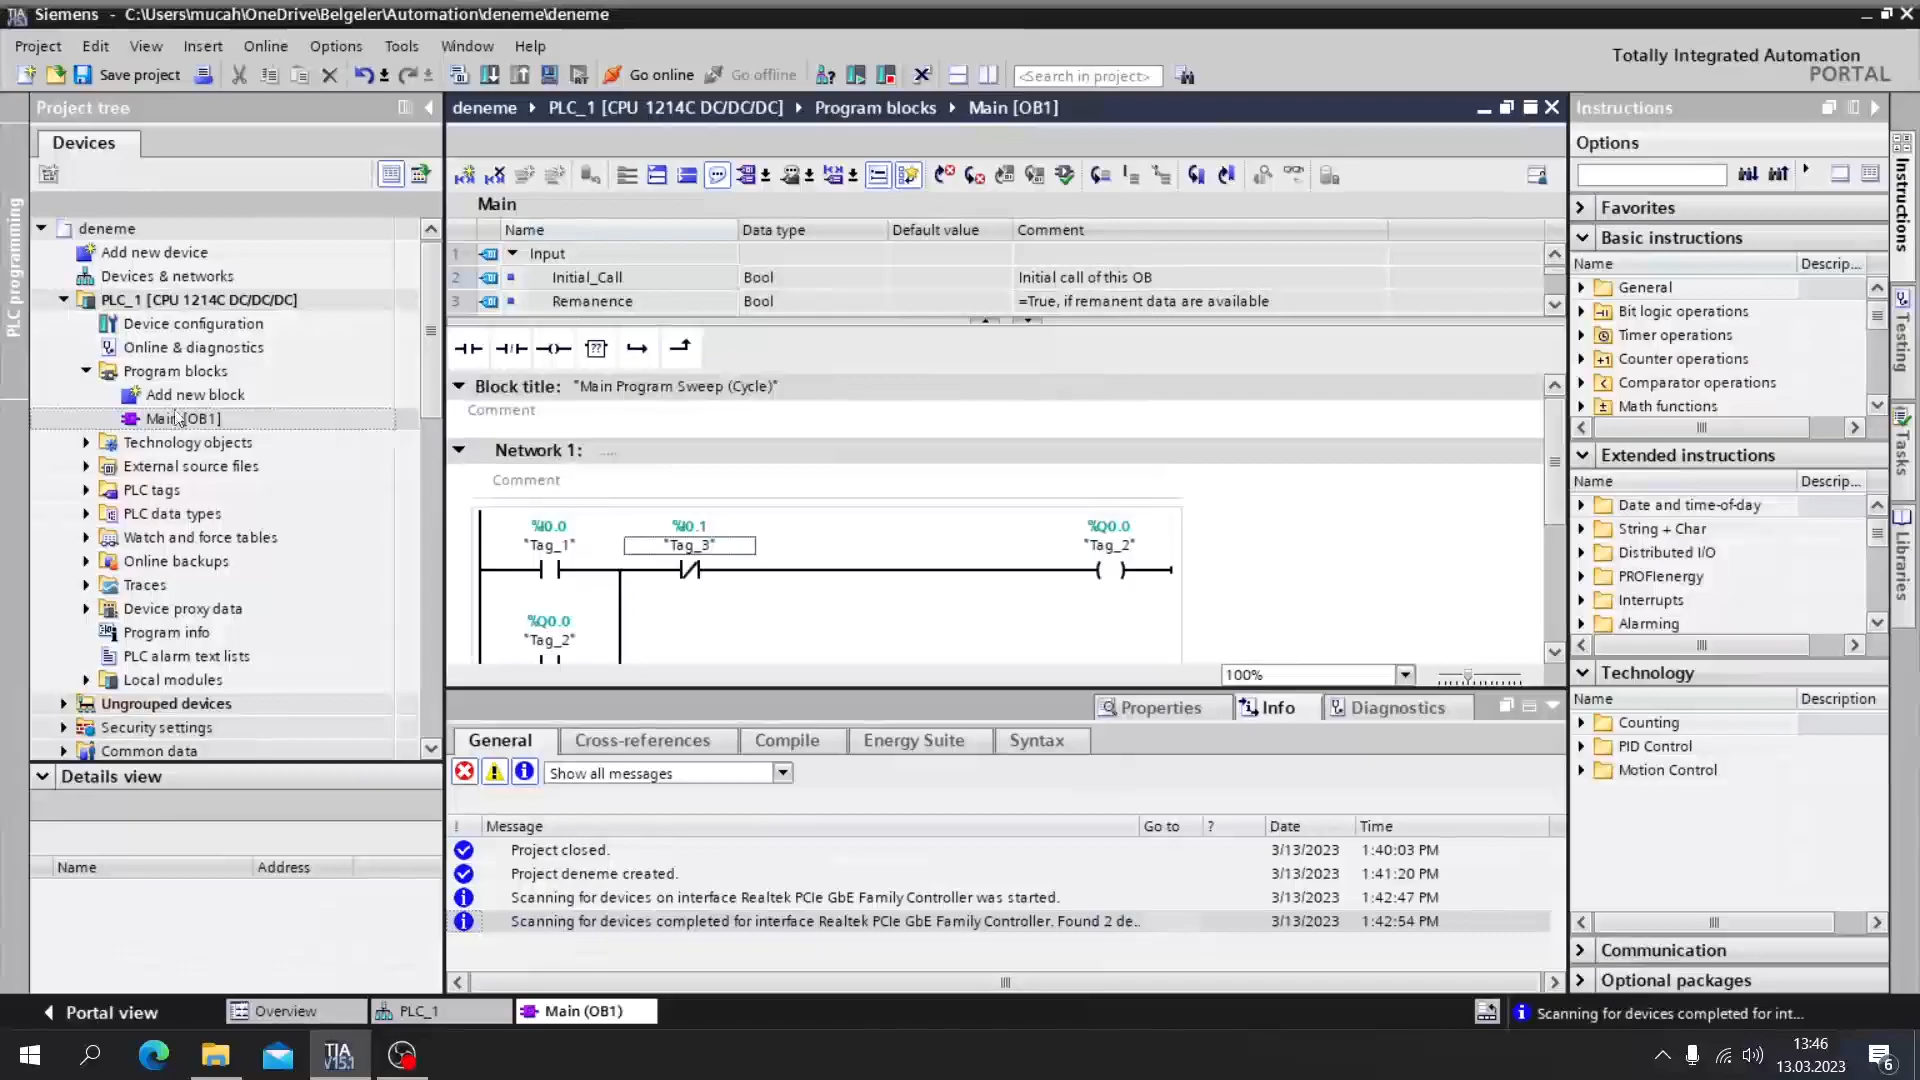 Siemens - C:\Users\mucah\OneDrive\Belgeler\Automation\deneme\deneme
Project Edit View Insert Online Options Tools Window Help
Totally Integrated Automation
PORTAL
Save project
Go online
Go offline
<Search in project>
Project tree
deneme PLC_1 [CPU 1214C DC/DC/DC] Program blocks Main [OB1]
Instructions
Devices
Options
PLC programming
Main
Name Data type Default value Comment
1 Input
2 Initial_Call Bool Initial call of this OB
3 Remanence Bool =True, if remanent data are available
deneme
Add new device
Devices & networks
PLC_1 [CPU 1214C DC/DC/DC]
Device configuration
Online & diagnostics
Program blocks
Add new block
Main [OB1]
Technology objects
External source files
PLC tags
PLC data types
Watch and force tables
Online backups
Traces
Device proxy data
Program info
PLC alarm text lists
Local modules
Ungrouped devices
Security settings
Common data
Details view
Name Address
Block title: "Main Program Sweep (Cycle)"
Comment
Network 1: .....
Comment
%I0.0 %I0.1 %Q0.0
"Tag_1" "Tag_3" "Tag_2"
%Q0.0
"Tag_2"
100%
Properties Info Diagnostics
General Cross-references Compile Energy Suite Syntax
Show all messages
! Message Go to ? Date Time
Project closed. 3/13/2023 1:40:03 PM
Project deneme created. 3/13/2023 1:41:20 PM
Scanning for devices on interface Realtek PCIe GbE Family Controller was started. 3/13/2023 1:42:47 PM
Scanning for devices completed for interface Realtek PCIe GbE Family Controller. Found 2 de.. 3/13/2023 1:42:54 PM
Favorites
Basic instructions
Name Descrip...
General
Bit logic operations
Timer operations
Counter operations
Comparator operations
Math functions
Extended instructions
Name Descrip...
Date and time-of-day
String + Char
Distributed I/O
PROFIenergy
Interrupts
Alarming
Technology
Name Description
Counting
PID Control
Motion Control
Communication
Optional packages
Instructions
Testing
Tasks
Libraries
Portal view Overview PLC_1 Main (OB1)
Scanning for devices completed for int...
TIA
V15.1
13:46
13.03.2023
6